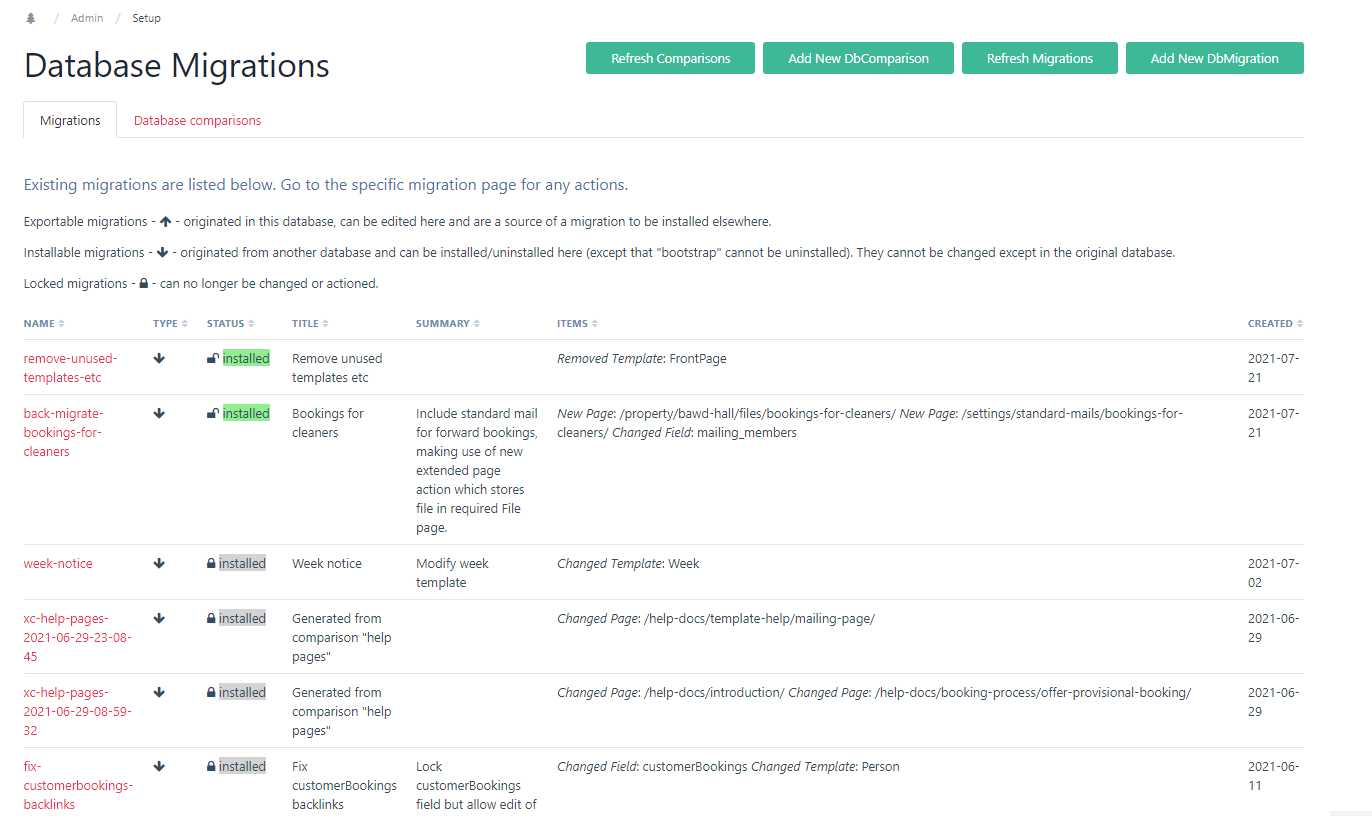 / Admin / Setup
Database Migrations
Refresh Comparisons Add New DbComparison Refresh Migrations Add New DbMigration
Migrations Database comparisons
Existing migrations are listed below. Go to the specific migration page for any actions.
Exportable migrations - - originated in this database, can be edited here and are a source of a migration to be installed elsewhere.
Installable migrations - - originated from another database and can be installed/uninstalled here (except that "bootstrap" cannot be uninstalled). They cannot be changed except in the original database.
Locked migrations - - can no longer be changed or actioned.
NAME TYPE STATUS TITLE SUMMARY ITEMS CREATED
remove-unused- installed Remove unused Removed Template: FrontPage 2021-07-
templates-etc templates etc 21
back-migrate- installed Bookings for Include standard mail New Page: /property/bawd-hall/files/bookings-for-cleaners/ New Page: /settings/standard-mails/bookings-for- 2021-07-
bookings-for- cleaners for forward bookings, cleaners/ Changed Field: mailing_members 21
cleaners making use of new
extended page
action which stores
file in required File
page.
week-notice installed Week notice Modify week Changed Template: Week 2021-07-
template 02
xc-help-pages- installed Generated from Changed Page: /help-docs/template-help/mailing-page/ 2021-06-
2021-06-29-23-08- comparison "help 29
45 pages"
xc-help-pages- installed Generated from Changed Page: /help-docs/introduction/ Changed Page: /help-docs/booking-process/offer-provisional-booking/ 2021-06-
2021-06-29-08-59- comparison "help 29
32 pages"
fix- installed Fix Lock Changed Field: customerBookings Changed Template: Person 2021-06-
customerbookings- customerBookings customerBookings 11
backlinks backlinks field but allow edit of